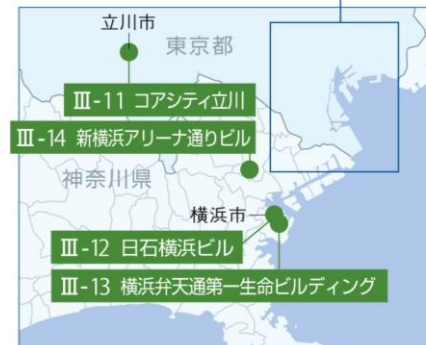 立川市
東京都
Ⅲ-11 コアシティ立川
Ⅲ-14 新横浜アリーナ通りビル
神奈川県
横浜市
Ⅲ-12 日石横浜ビル
Ⅲ-13 横浜弁天通第一生命ビルディング